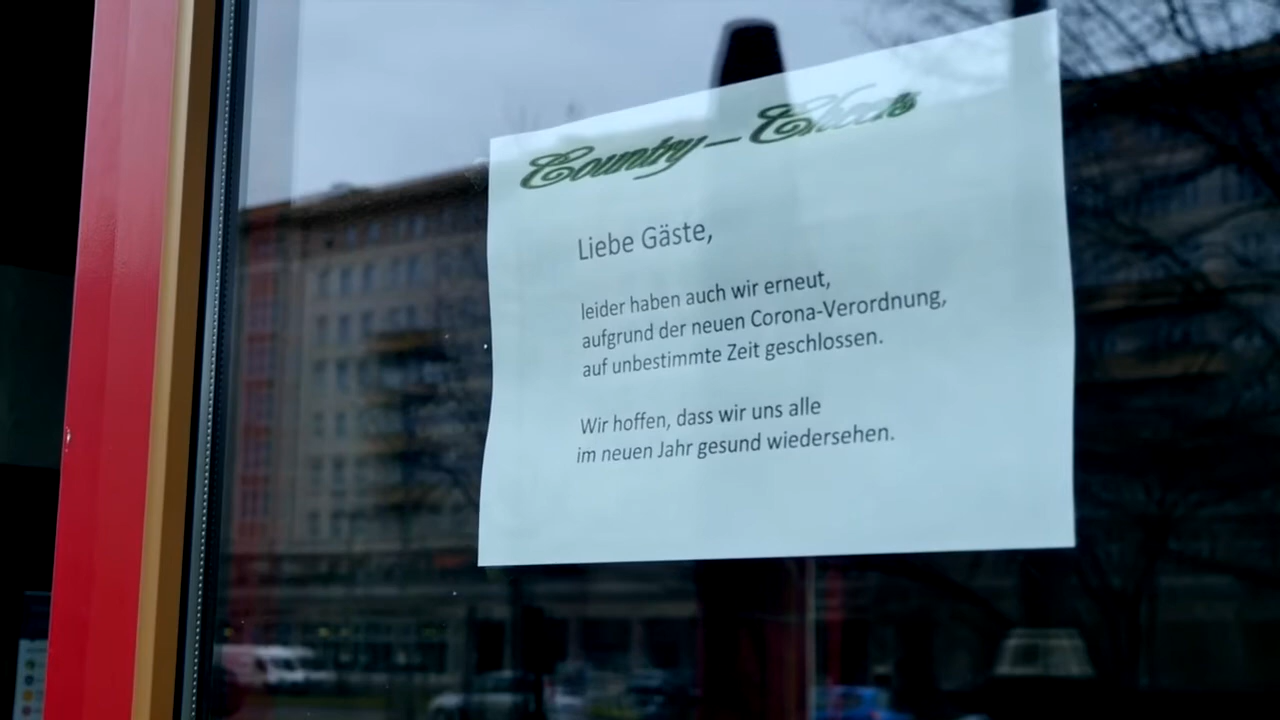 Country-
Liebe Gäste,
leider haben auch wir erneut,
aufgrund der neuen Corona-Verordnung,
auf unbestimmte Zeit geschlossen.
Wir hoffen, dass wir uns alle
im neuen Jahr gesund wiedersehen.